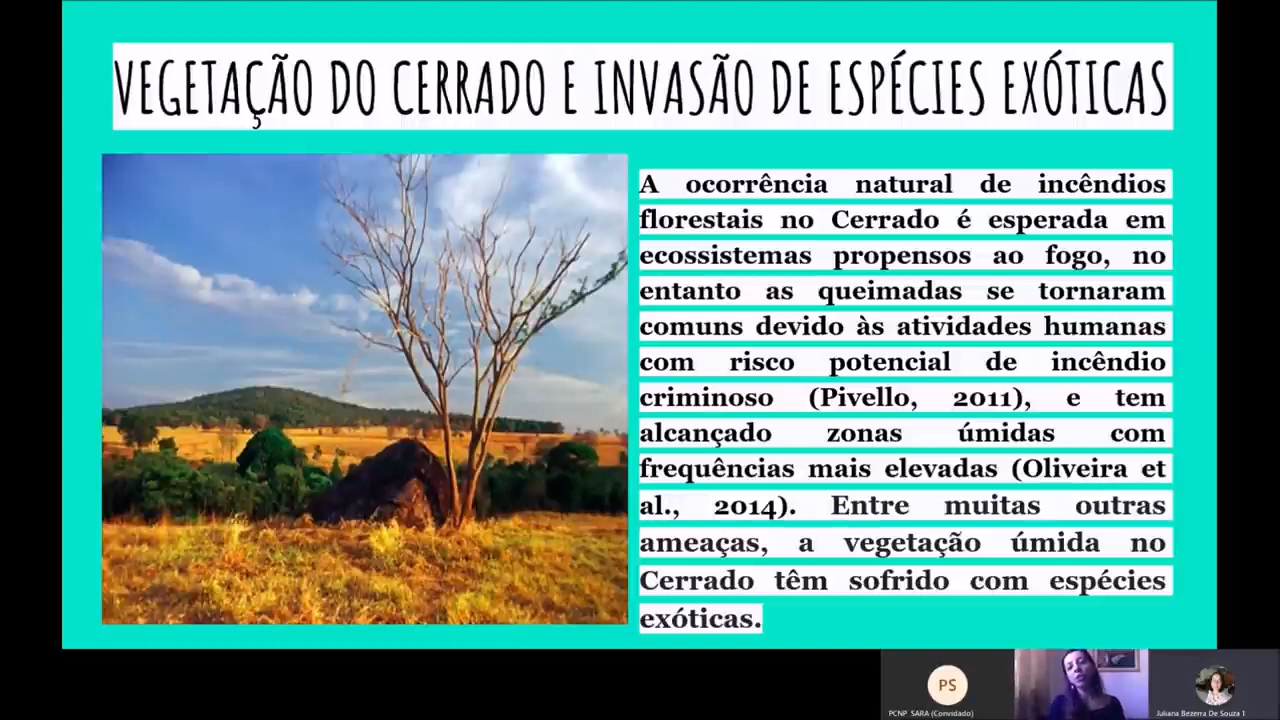 VEGETAÇÃO DO CERRADO E INVASÃO DE ESPÉCIES EXÓTICAS
A ocorrência natural de incêndios
florestais no Cerrado é esperada em
ecossistemas propensos ao fogo, no
entanto as queimadas se tornaram
comuns devido às atividades humanas
com risco potencial de incêndio
criminoso (Pivello, 2011), e tem
alcançado zonas úmidas com
frequências mais elevadas (Oliveira et
al., 2014). Entre muitas outras
ameaças, a vegetação úmida no
Cerrado têm sofrido com espécies
exóticas.
PS
PCNP_SARA (Convidado)
Juliana Bezerra De Souza 1